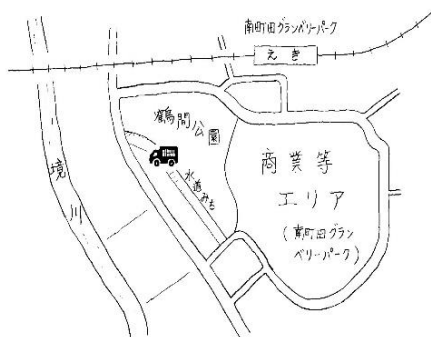 南町田グランベリーパーク
えき
鶴間公園
商業等
エリア
(南町田グラン
ベリーパーク)
水道みち
境川